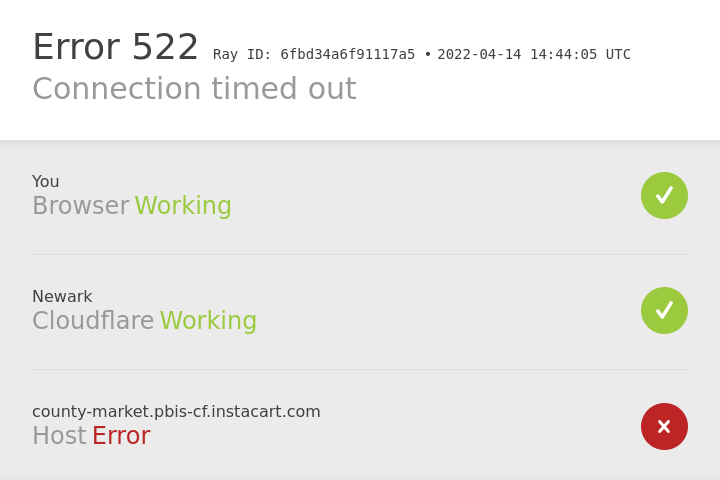 Error 522 Ray ID: 6fbd34a6f91117a5 • 2022-04-14 14:44:05 UTC
Connection timed out
You
Browser Working
Newark
Cloudflare Working
county-market.pbis-cf.instacart.com
Host Error